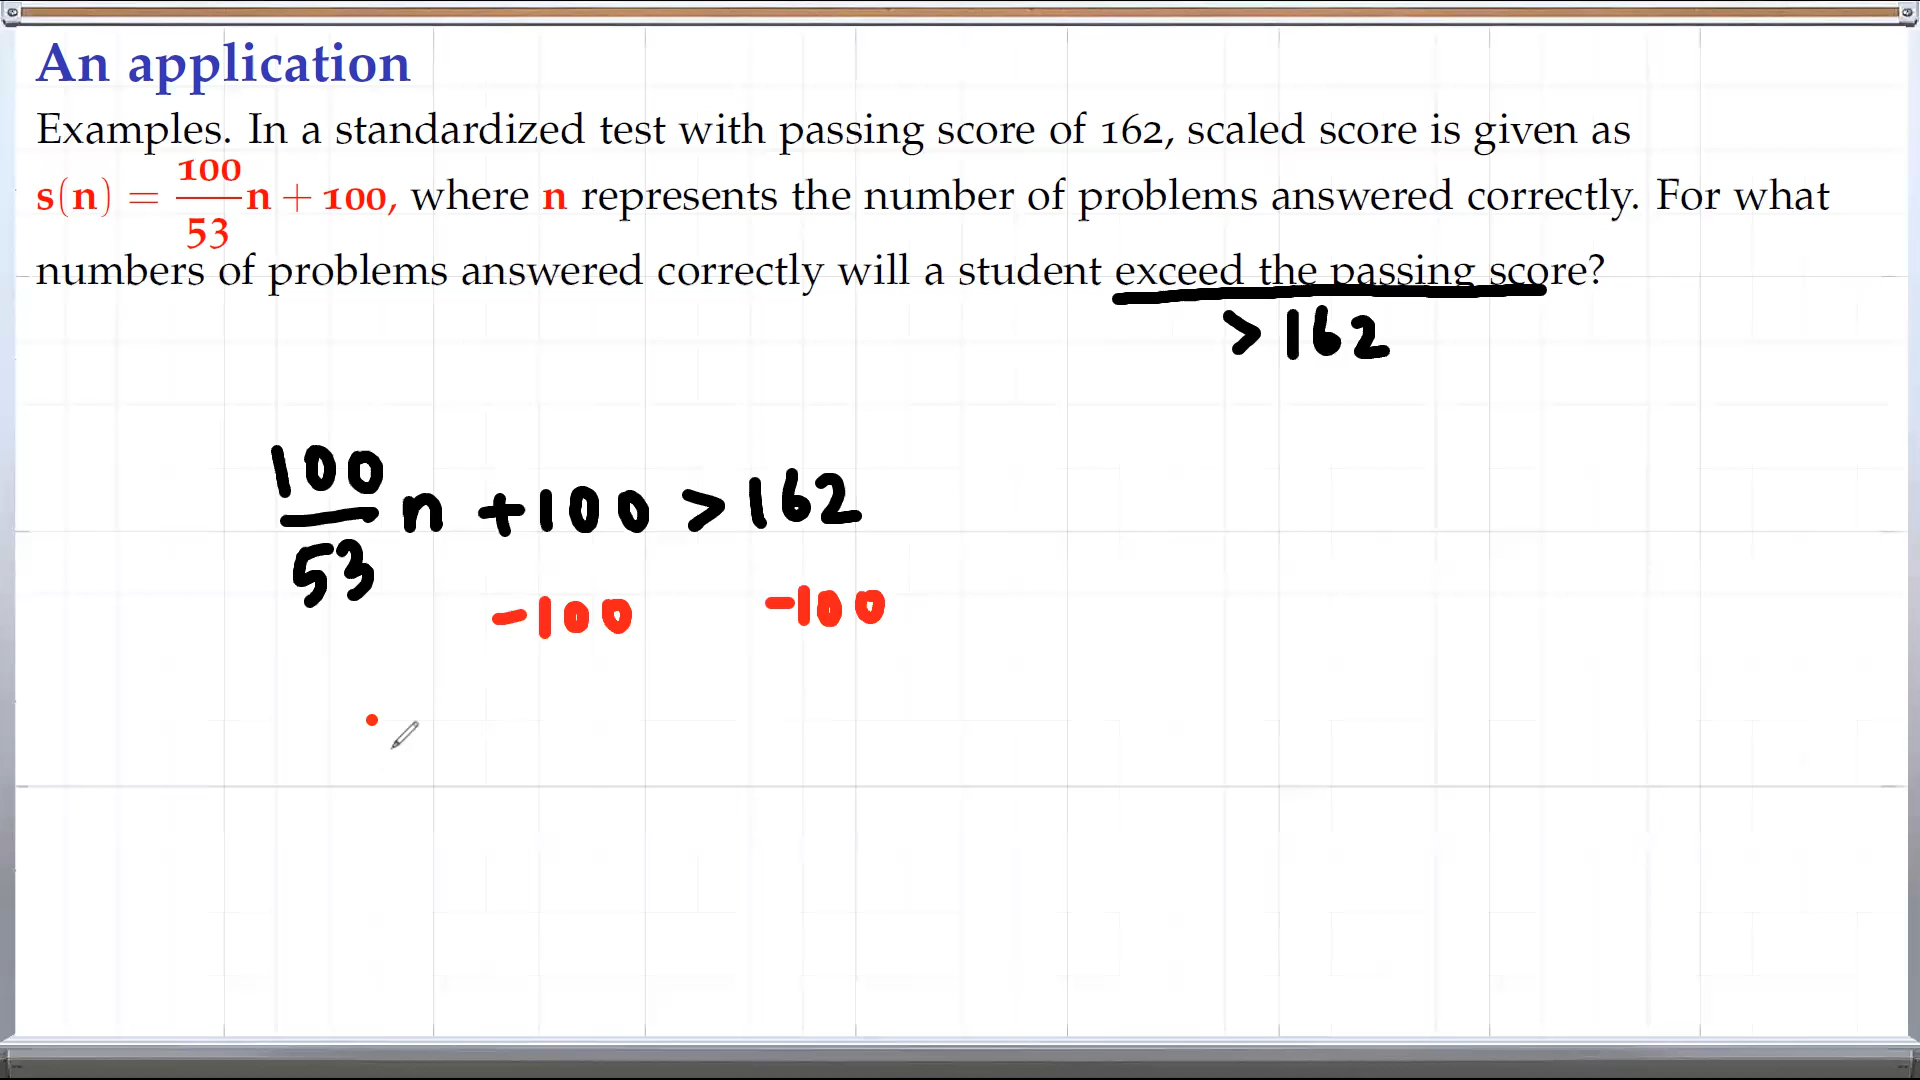 An application
Examples. In a standardized test with passing score of 162, scaled score is given as
s(n) = 100/53 n + 100, where n represents the number of problems answered correctly. For what
numbers of problems answered correctly will a student exceed the passing score?
> 162
100/53 n + 100 > 162
-100 -100